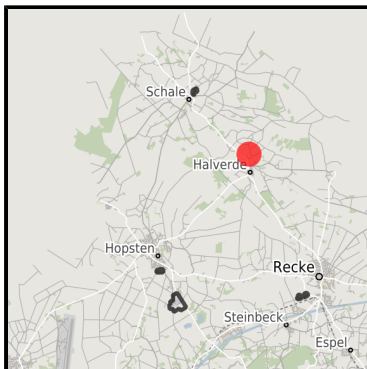 Schale
Halverde
Hopsten
Recke
Steinbeck
Espel